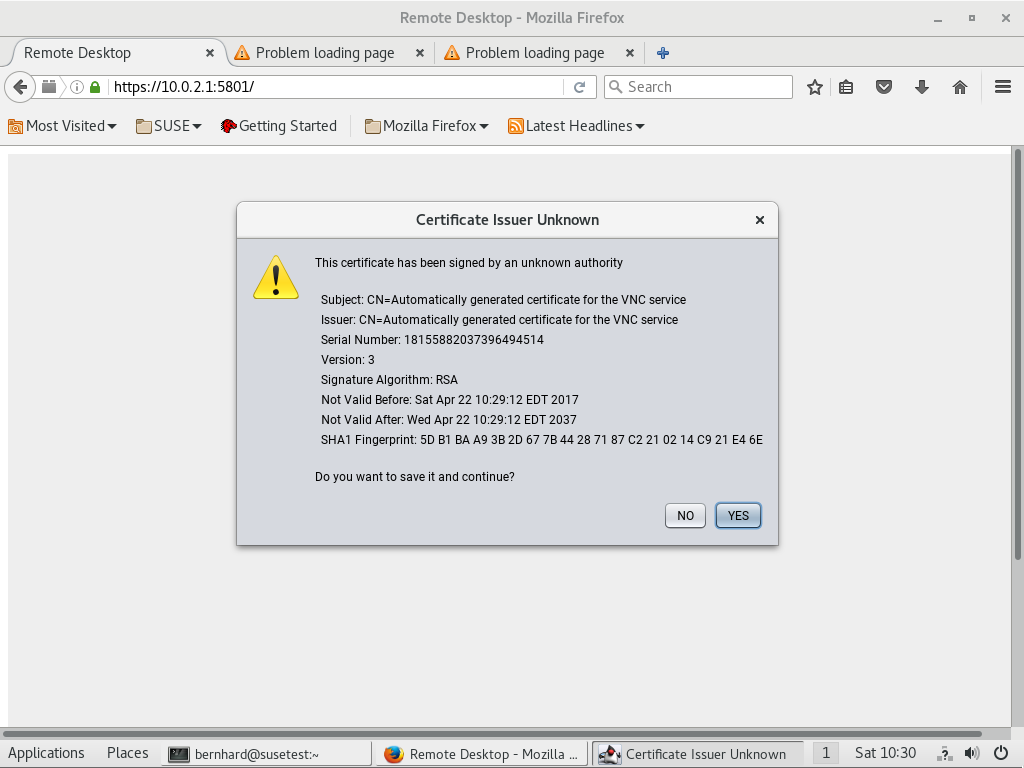 Remote Desktop - Mozilla Firefox
Remote Desktop
Problem loading page
Problem loading page
https://10.0.2.1:5801/
Search
Most Visited
SUSE
Getting Started
Mozilla Firefox
Latest Headlines
Certificate Issuer Unknown
This certificate has been signed by an unknown authority
Subject: CN=Automatically generated certificate for the VNC service
Issuer: CN=Automatically generated certificate for the VNC service
Serial Number: 18155882037396494514
Version: 3
Signature Algorithm: RSA
Not Valid Before: Sat Apr 22 10:29:12 EDT 2017
Not Valid After: Wed Apr 22 10:29:12 EDT 2037
SHA1 Fingerprint: 5D B1 BA A9 3B 2D 67 7B 44 28 71 87 C2 21 02 14 C9 21 E4 6E
Do you want to save it and continue?
NO
YES
Applications
Places
bernhard@susetest:~
Remote Desktop - Mozilla ...
Certificate Issuer Unknown
1
Sat 10:30